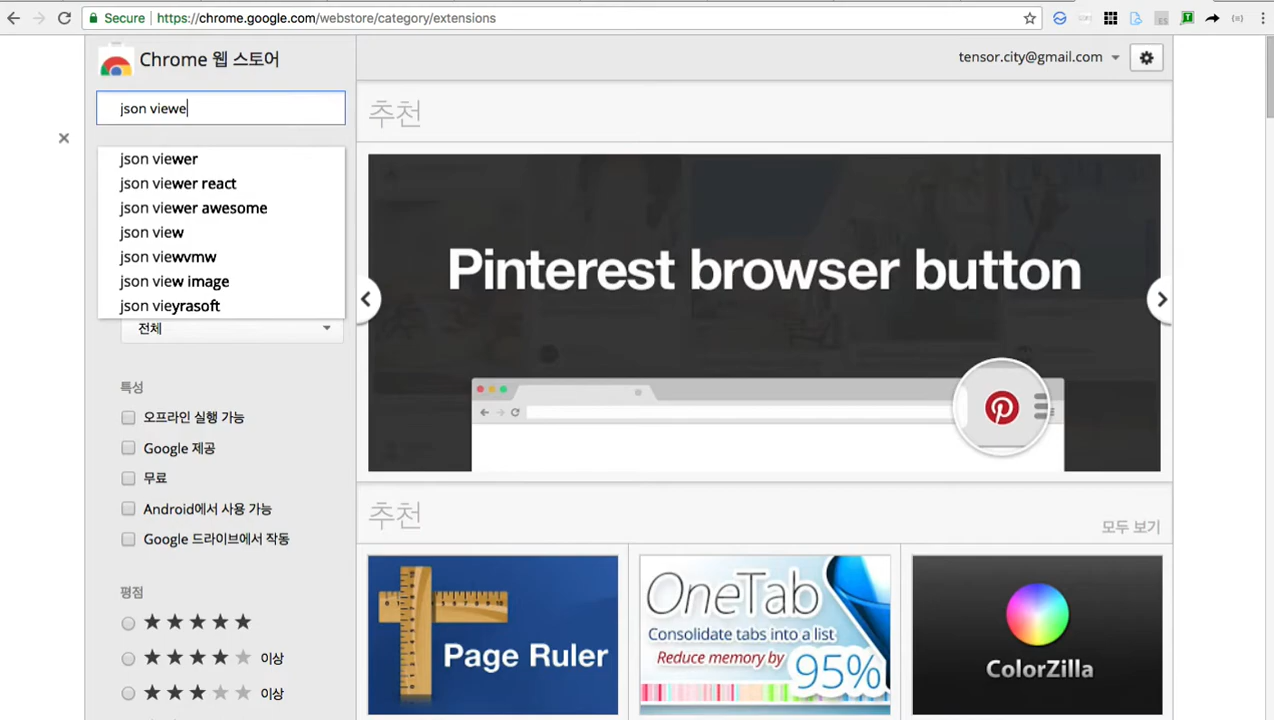 Secure https://chrome.google.com/webstore/category/extensions
Chrome 웹 스토어
tensor.city@gmail.com
json viewe
json viewer
json viewer react
json viewer awesome
json view
json viewvmw
json view image
json vieyrasoft
전체
특성
오프라인 실행 가능
Google 제공
무료
Android에서 사용 가능
Google 드라이브에서 작동
평점
이상
이상
추천
Pinterest browser button
추천
모두 보기
Page Ruler
OneTab
Consolidate tabs into a list
Reduce memory by 95%
ColorZilla